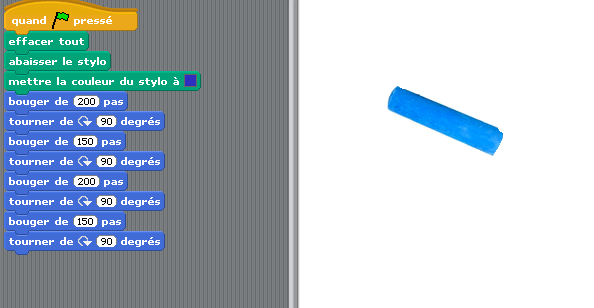 quand pressé
effacer tout
abaisser le stylo
mettre la couleur du stylo à
bouger de 200 pas
tourner de 90 degrés
bouger de 150 pas
tourner de 90 degrés
bouger de 200 pas
tourner de 90 degrés
bouger de 150 pas
tourner de 90 degrés